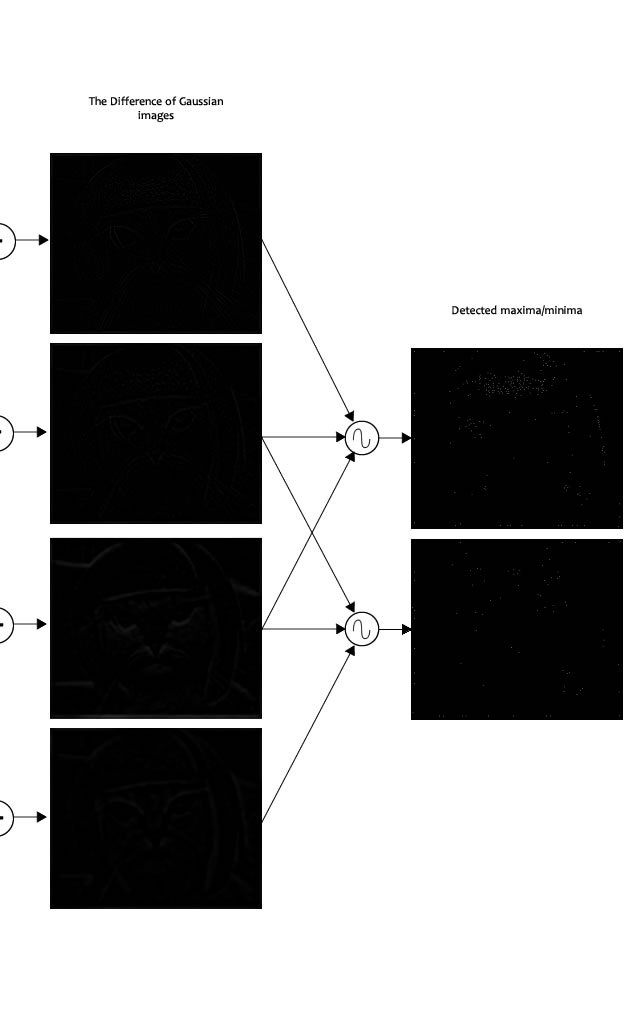 The Difference of Gaussian
images
Detected maxima/minima